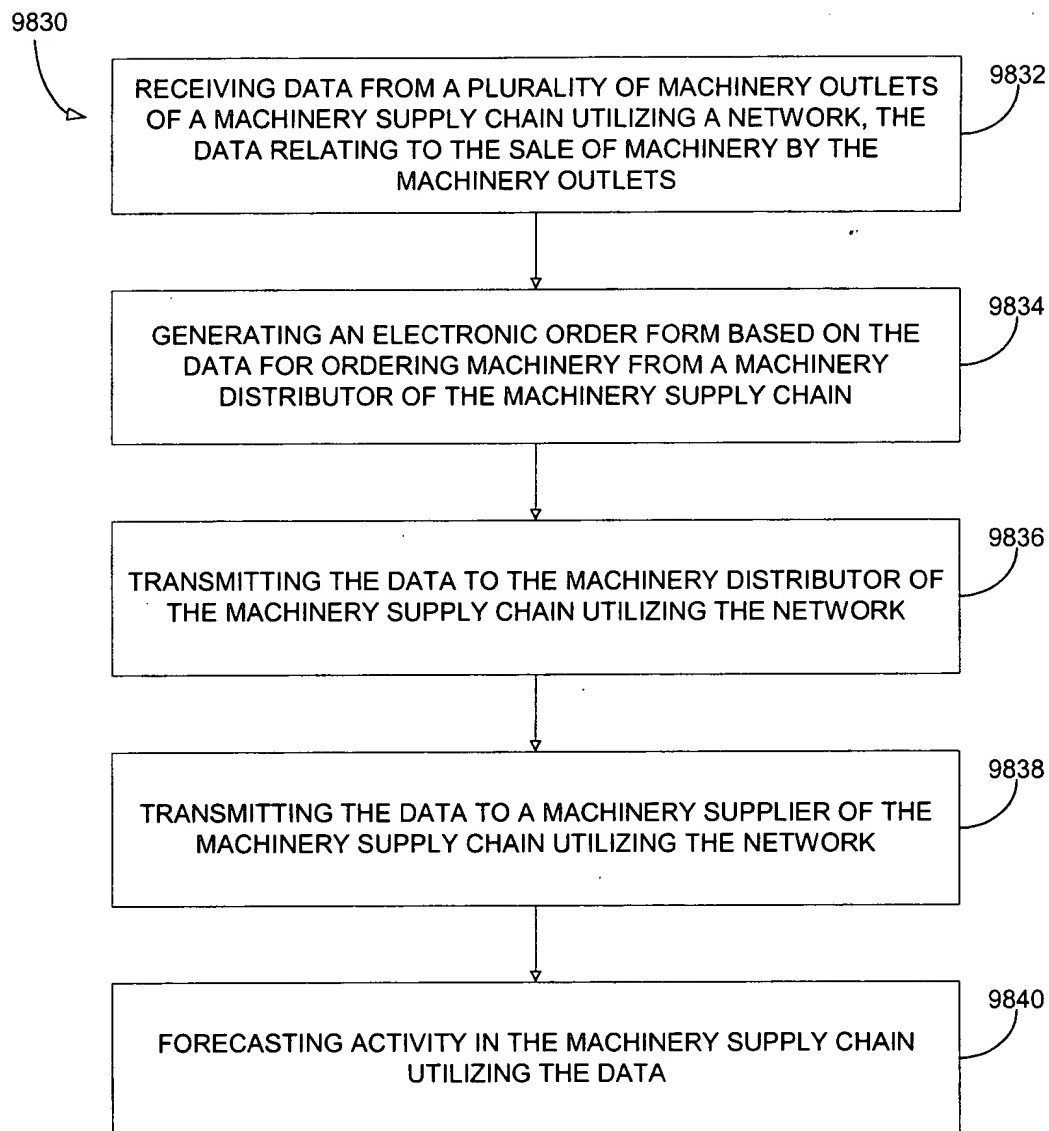 9830
9832
RECEIVING DATA FROM A PLURALITY OF MACHINERY OUTLETS
OF A MACHINERY SUPPLY CHAIN UTILIZING A NETWORK, THE
DATA RELATING TO THE SALE OF MACHINERY BY THE
MACHINERY OUTLETS
9834
GENERATING AN ELECTRONIC ORDER FORM BASED ON THE
DATA FOR ORDERING MACHINERY FROM A MACHINERY
DISTRIBUTOR OF THE MACHINERY SUPPLY CHAIN
9836
TRANSMITTING THE DATA TO THE MACHINERY DISTRIBUTOR OF
THE MACHINERY SUPPLY CHAIN UTILIZING THE NETWORK
9838
TRANSMITTING THE DATA TO A MACHINERY SUPPLIER OF THE
MACHINERY SUPPLY CHAIN UTILIZING THE NETWORK
9840
FORECASTING ACTIVITY IN THE MACHINERY SUPPLY CHAIN
UTILIZING THE DATA